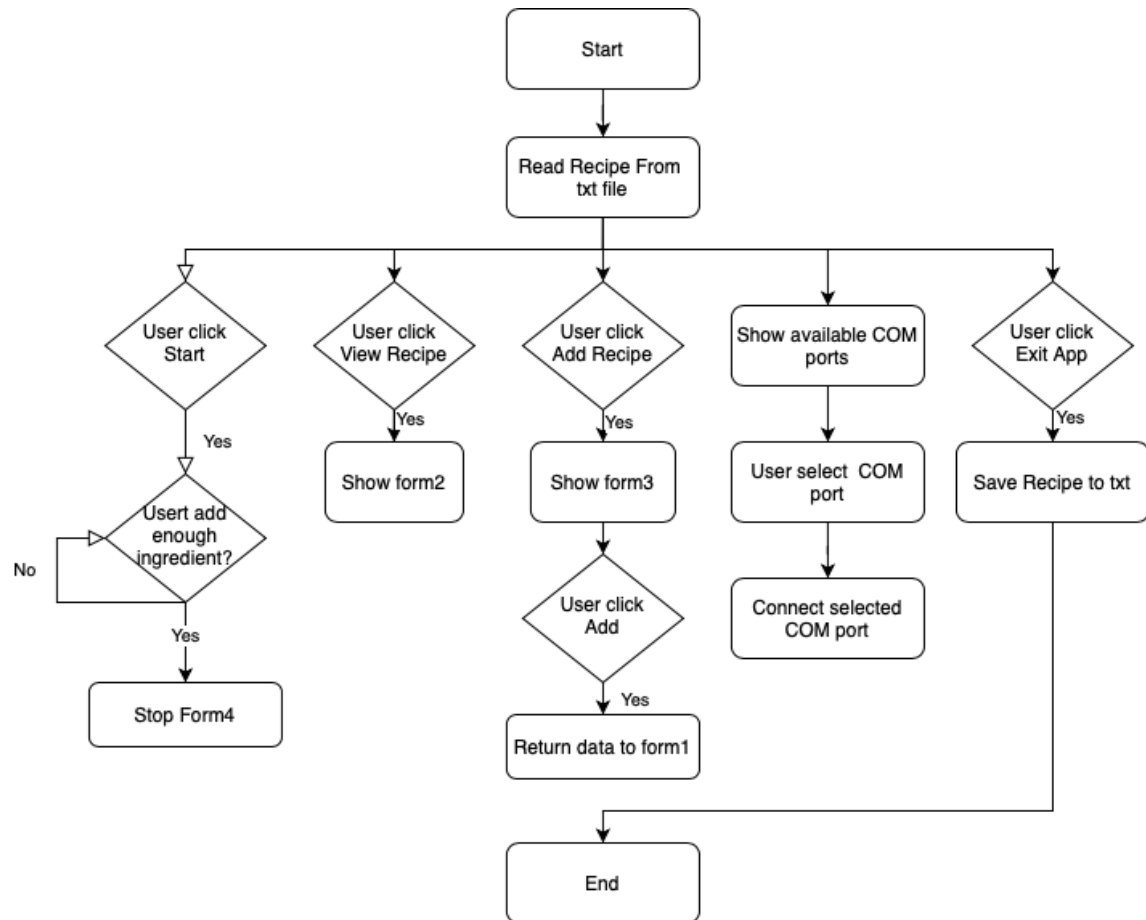 Start
Read Recipe From
txt file
User click
Start
User click
View Recipe
User click
Add Recipe
Show available COM
ports
User click
Exit App
Yes
Yes
Yes
Yes
Usert add
enough
ingredient?
No
Yes
Show form2
Show form3
User select COM
port
Save Recipe to txt
User click
Add
Connect selected
COM port
Yes
Stop Form4
Return data to form1
End